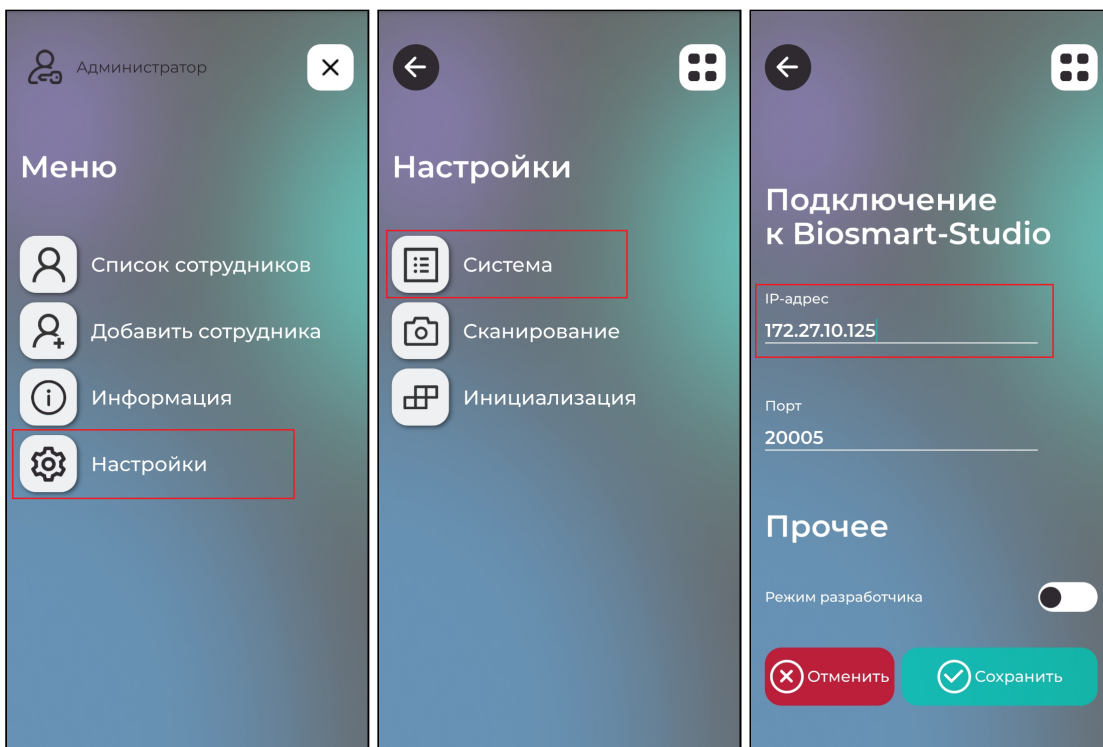 Администратор
Меню
Список сотрудников
Добавить сотрудника
Информация
Настройки
Настройки
Система
Сканирование
Инициализация
Подключение
к Biosmart-Studio
IP-адрес
172.27.10.125
Порт
20005
Прочее
Режим разработчика
Отменить
Сохранить